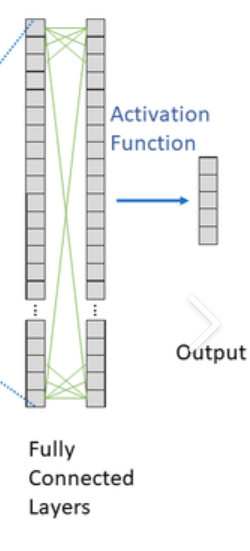 Activation
Function
Output
Fully
Connected
Layers